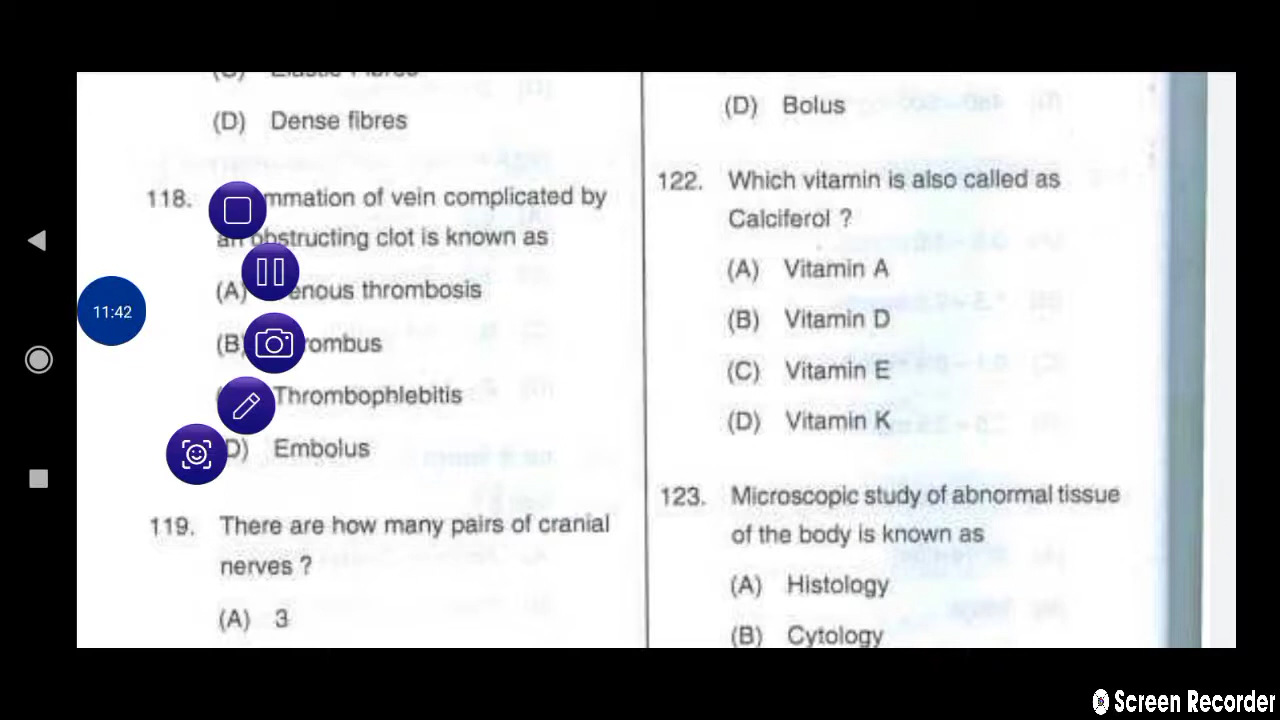 (D) Dense fibres
118. mmation of vein complicated by
an obstructing clot is known as
(A) enous thrombosis
(B) rombus
Thrombophlebitis
D) Embolus
119. There are how many pairs of cranial
nerves ?
(A) 3
(D) Bolus
122. Which vitamin is also called as
Calciferol ?
(A) Vitamin A
(B) Vitamin D
(C) Vitamin E
(D) Vitamin K
123. Microscopic study of abnormal tissue
of the body is known as
(A) Histology
(B) Cytology
11:42
Screen Recorder